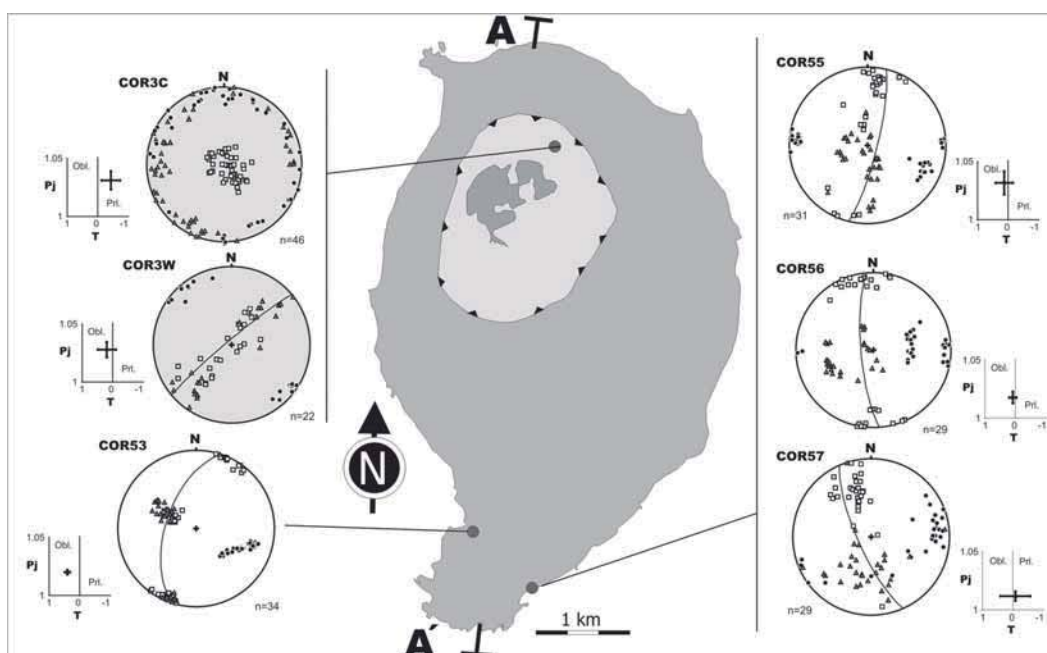 A
COR3C
N
1.05
Obl.
Pj
Prl.
1
1 0 -1
T
n=46
COR3W
N
1.05
Obl.
Pj
Prl.
1
1 0 -1
T
n=22
COR53
N
1.05
Obl.
Pj
Prl.
1
1 0 -1
T
n=34
N
A´
1 km
COR55
N
1.05
Obl.
Pj
Prl.
1
1 0 -1
T
n=31
COR56
N
1.05
Obl.
Pj
Prl.
1
1 0 -1
T
n=29
COR57
N
1.05
Obl. Prl.
Pj
1
1 0 -1
T
n=29